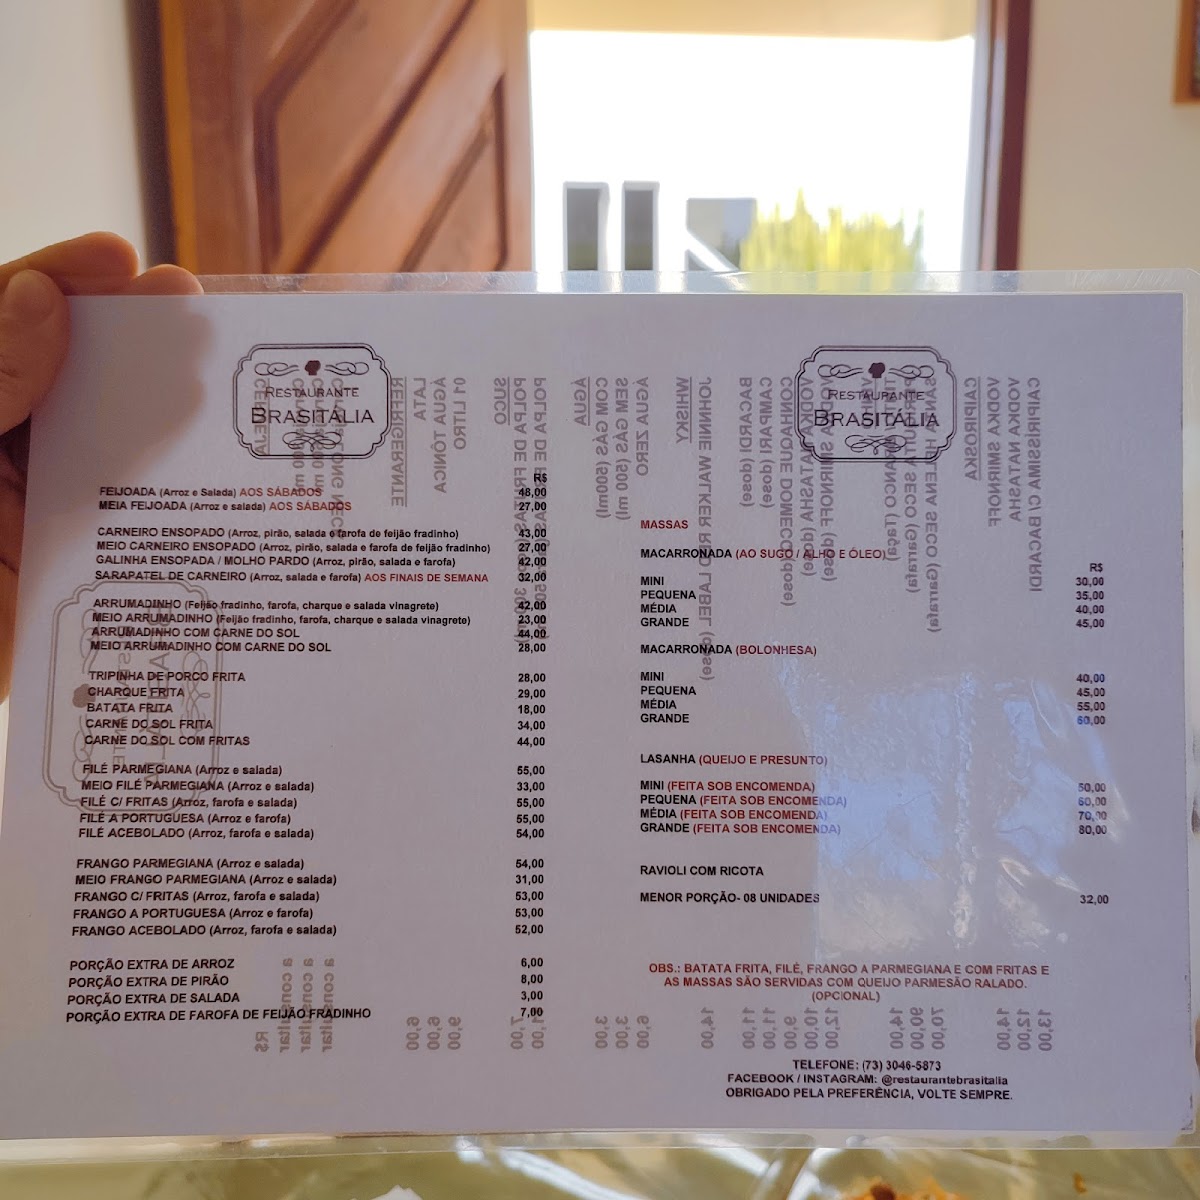 RESTAURANTE
BRASITÁLIA
R$
FEIJOADA (Arroz e Salada) AOS SÁBADOS 48,00
MEIA FEIJOADA (Arroz e salada) AOS SÁBADOS 27,00
CARNEIRO ENSOPADO (Arroz, pirão, salada e farofa de feijão fradinho) 43,00
MEIO CARNEIRO ENSOPADO (Arroz, pirão, salada e farofa de feijão fradinho) 27,00
GALINHA ENSOPADA / MOLHO PARDO (Arroz, pirão, salada e farofa) 42,00
SARAPATEL DE CARNEIRO (Arroz, salada e farofa) AOS FINAIS DE SEMANA 32,00
ARRUMADINHO (Feijão fradinho, farofa, charque e salada vinagrete) 42,00
MEIO ARRUMADINHO (Feijão fradinho, farofa, charque e salada vinagrete) 23,00
ARRUMADINHO COM CARNE DO SOL 44,00
MEIO ARRUMADINHO COM CARNE DO SOL 28,00
TRIPINHA DE PORCO FRITA 28,00
CHARQUE FRITA 29,00
BATATA FRITA 18,00
CARNE DO SOL FRITA 34,00
CARNE DO SOL COM FRITAS 44,00
FILÉ PARMEGIANA (Arroz e salada) 55,00
MEIO FILÉ PARMEGIANA (Arroz e salada) 33,00
FILÉ C/ FRITAS (Arroz, farofa e salada) 55,00
FILÉ A PORTUGUESA (Arroz e farofa) 55,00
FILÉ ACEBOLADO (Arroz, farofa e salada) 54,00
FRANGO PARMEGIANA (Arroz e salada) 54,00
MEIO FRANGO PARMEGIANA (Arroz e salada) 31,00
FRANGO C/ FRITAS (Arroz, farofa e salada) 53,00
FRANGO A PORTUGUESA (Arroz e farofa) 53,00
FRANGO ACEBOLADO (Arroz, farofa e salada) 52,00
PORÇÃO EXTRA DE ARROZ 6,00
PORÇÃO EXTRA DE PIRÃO 8,00
PORÇÃO EXTRA DE SALADA 3,00
PORÇÃO EXTRA DE FAROFA DE FEIJÃO FRADINHO 7,00
RESTAURANTE
BRASITÁLIA
MASSAS
MACARRONADA (AO SUGO / ALHO E ÓLEO)
R$
MINI 30,00
PEQUENA 35,00
MÉDIA 40,00
GRANDE 45,00
MACARRONADA (BOLONHESA)
MINI 40,00
PEQUENA 45,00
MÉDIA 55,00
GRANDE 60,00
LASANHA (QUEIJO E PRESUNTO)
MINI (FEITA SOB ENCOMENDA) 50,00
PEQUENA (FEITA SOB ENCOMENDA) 60,00
MÉDIA (FEITA SOB ENCOMENDA) 70,00
GRANDE (FEITA SOB ENCOMENDA) 80,00
RAVIOLI COM RICOTA
MENOR PORÇÃO- 08 UNIDADES 32,00
OBS.: BATATA FRITA, FILÉ, FRANGO A PARMEGIANA E COM FRITAS E
AS MASSAS SÃO SERVIDAS COM QUEIJO PARMESÃO RALADO.
(OPCIONAL)
TELEFONE: (73) 3046-5873
FACEBOOK / INSTAGRAM: @restaurantebrasitalia
OBRIGADO PELA PREFERÊNCIA, VOLTE SEMPRE.